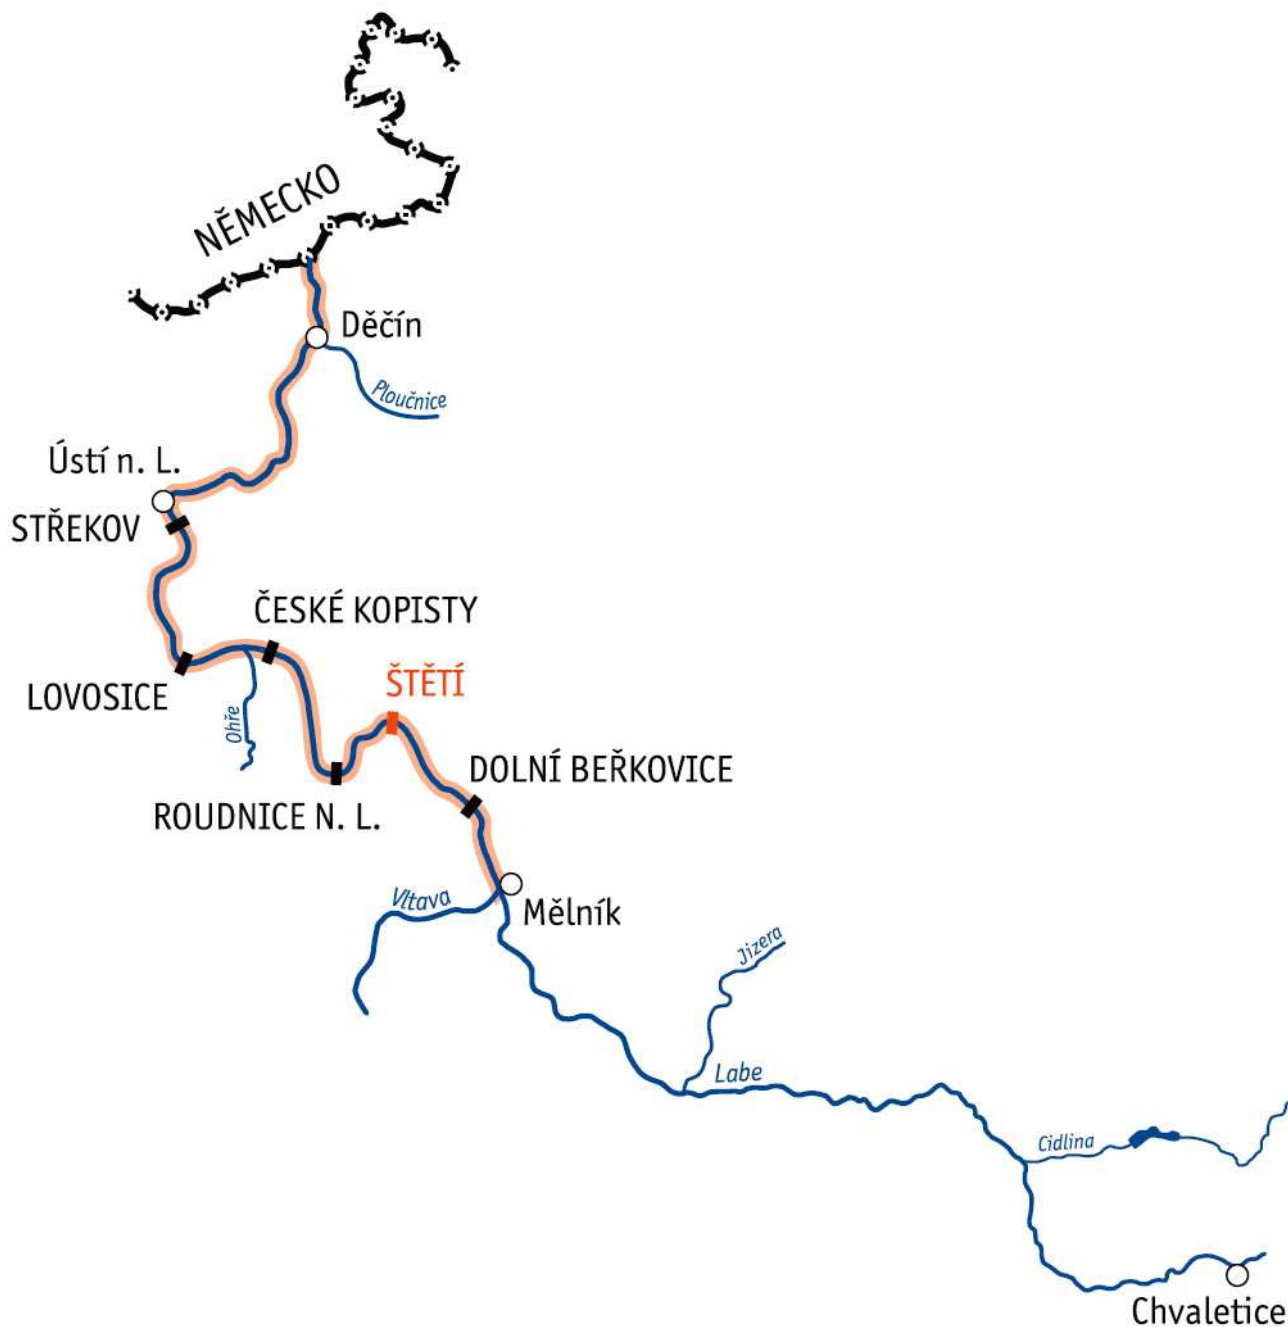 NĚMECKO
Děčín
Ploučnice
Ústí n. L.
STŘEKOV
ČESKÉ KOPISTY
LOVOSICE
Ohře
ŠTĚTÍ
DOLNÍ BEŘKOVICE
ROUDNICE N. L.
Vltava
Mělník
Jizera
Labe
Cidlina
Chvaletice